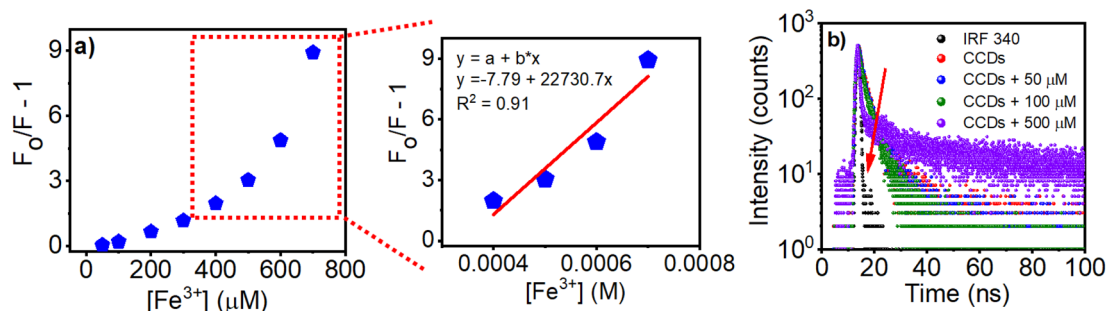 a)
F₀/F - 1
9
6
3
0
0 200 400 600 800
[Fe³⁺] (μM)
y = a + b*x
y =-7.79 + 22730.7x
R² = 0.91
F₀/F - 1
9
6
3
0
0.0004 0.0006 0.0008
[Fe³⁺] (M)
b)
IRF 340
CCDs
CCDs + 50 μM
CCDs + 100 μM
CCDs + 500 μM
Intensity (counts)
10³
10²
10¹
10⁰
0 20 40 60 80 100
Time (ns)